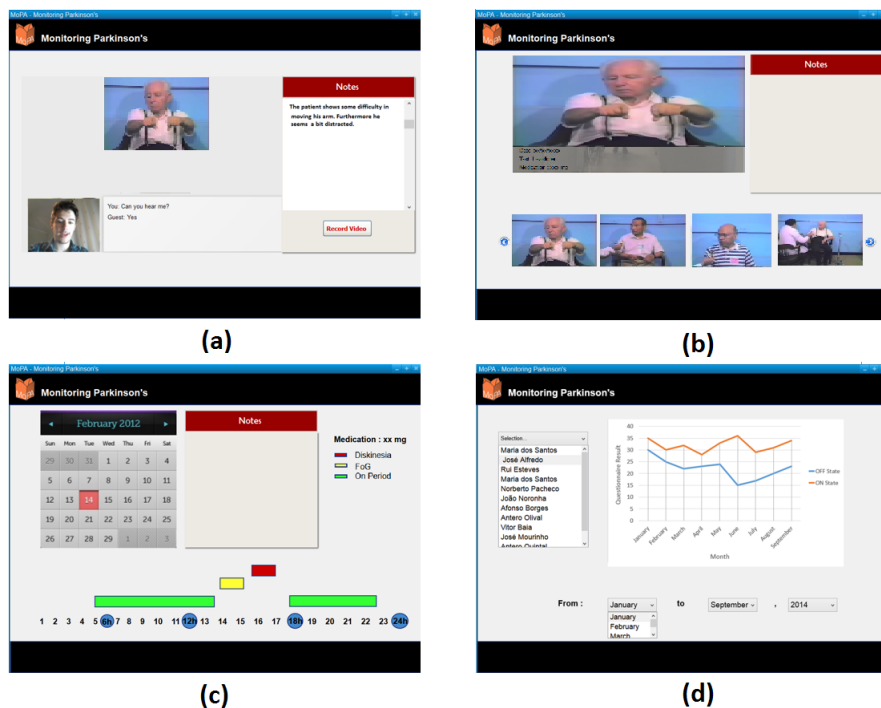 MoPA - Monitoring Parkinson's
MoPA
Monitoring Parkinson's
Notes
The patient shows some difficulty in
moving his arm. Furthermore he
seems a bit distracted.
You: Can you hear me?
Guest: Yes
Record Video
(a)
MoPA - Monitoring Parkinson's
MoPA
Monitoring Parkinson's
Notes
(b)
MoPA - Monitoring Parkinson's
MoPA
Monitoring Parkinson's
February 2012
Sun Mon Tue Wed Thu Fri Sat
29 30 31 1 2 3 4
5 6 7 8 9 10 11
12 13 14 15 16 17 18
19 20 21 22 23 24 25
26 27 28 29 1 2 3
Notes
Medication : xx mg
Diskinesia
FoG
On Period
1 2 3 4 5 6h 7 8 9 10 11 12h 13 14 15 16 17 18h 19 20 21 22 23 24h
(c)
MoPA - Monitoring Parkinson's
MoPA
Monitoring Parkinson's
Selection...
Maria dos Santos
José Alfredo
Rui Esteves
Maria dos Santos
Norberto Pacheco
João Noronha
Afonso Borges
Antero Olival
Vitor Baia
José Mourinho
Antero Quintal
Questionnaire Result
40
35
30
25
20
15
10
5
0
January February March April May June July August September
Month
OFF State
ON State
From : January to September , 2014
January
February
March
(d)